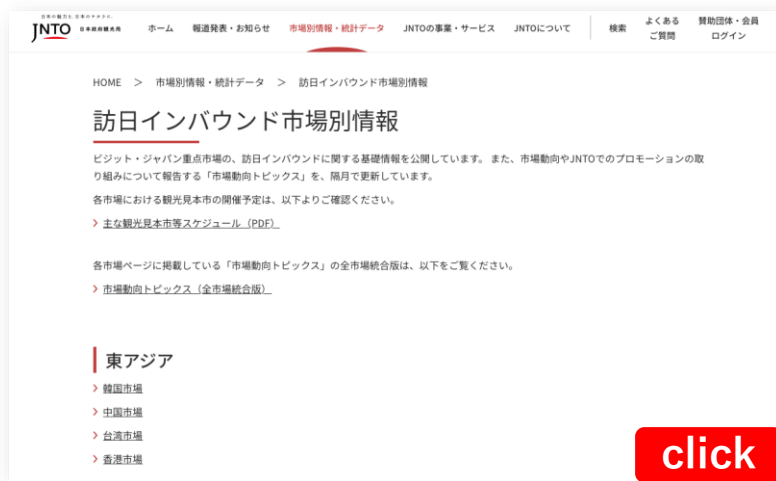 日本の魅力を、日本のチカラに。
JNTO 日本政府観光局
ホーム 報道発表・お知らせ 市場別情報・統計データ JNTOの事業・サービス JNTOについて 検索 よくある ご質問 賛助団体・会員 ログイン
HOME ＞ 市場別情報・統計データ ＞ 訪日インバウンド市場別情報
訪日インバウンド市場別情報
ビジット・ジャパン重点市場の、訪日インバウンドに関する基礎情報を公開しています。 また、市場動向やJNTOでのプロモーションの取
り組みについて報告する「市場動向トピックス」を、隔月で更新しています。
各市場における観光見本市の開催予定は、以下よりご確認ください。
主な観光見本市等スケジュール（PDF）
各市場ページに掲載している「市場動向トピックス」の全市場統合版は、以下をご覧ください。
市場動向トピックス（全市場統合版）
東アジア
韓国市場
中国市場
台湾市場
香港市場
click